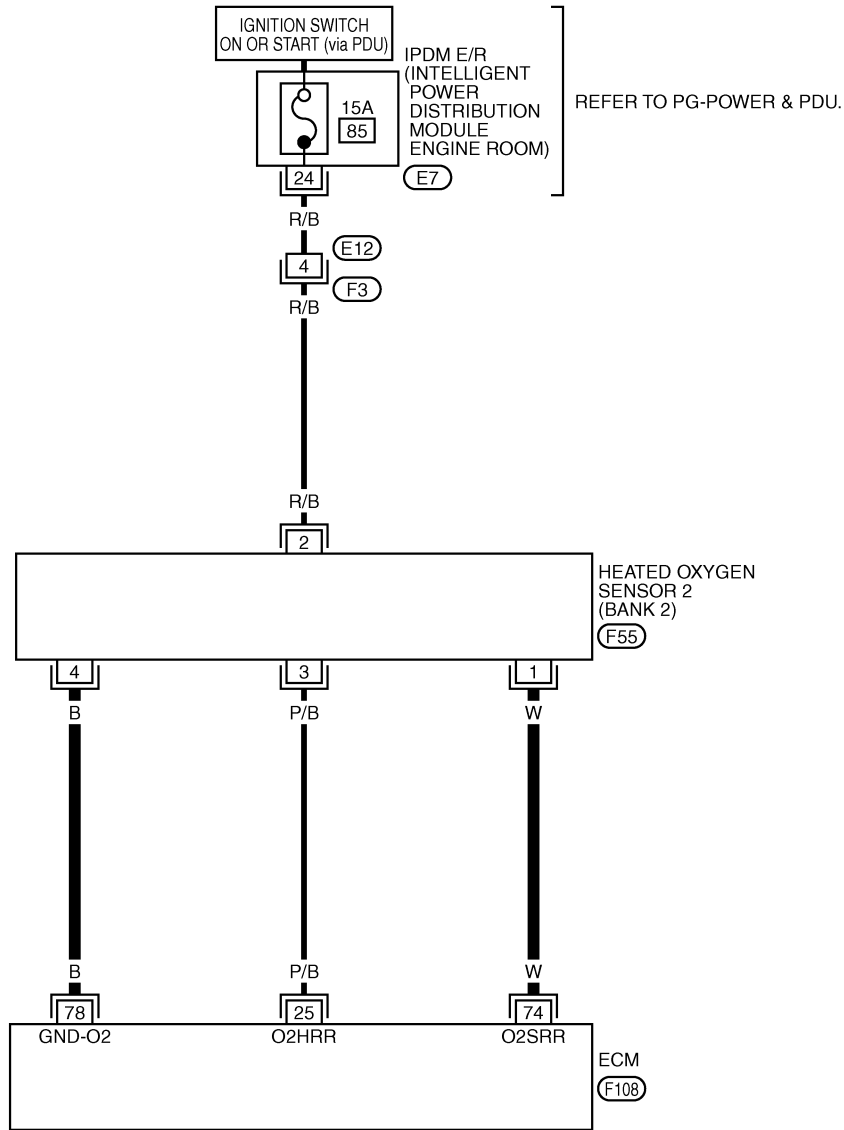 IGNITION SWITCH
ON OR START (via PDU)
IPDM E/R
(INTELLIGENT
POWER
DISTRIBUTION
MODULE
ENGINE ROOM)
REFER TO PG-POWER & PDU.
15A
85
24
E7
R/B
E12
4
F3
R/B
R/B
2
HEATED OXYGEN
SENSOR 2
(BANK 2)
F55
4 3 1
B P/B W
B P/B W
78 25 74
GND-O2 O2HRR O2SRR
ECM
F108